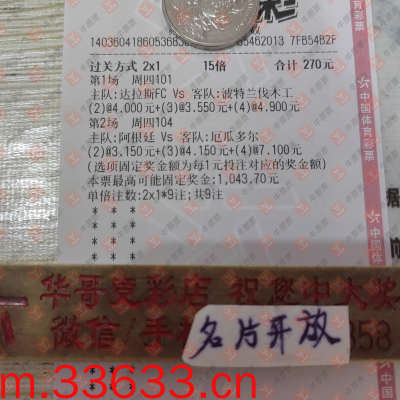 过关方式 2x1 15倍 合计 270元
第1场 周四101
主队:达拉斯FC Vs 客队:波特兰伐木工
(2)@4.000元+(3)@3.550元+(4)@4.900元
第2场 周四104
主队:阿根廷 Vs 客队:厄瓜多尔
(2)@3.150元+(3)@4.150元+(4)@7.100元
(选项固定奖金额为每1元投注对应的奖金额)
本票最高可能固定奖金:1,043.70元
单倍注数:2x1*9注;共9注
中国体育彩票
华哥竞彩店 祝您中大奖
微信/手
名片开放
m.33633.cn